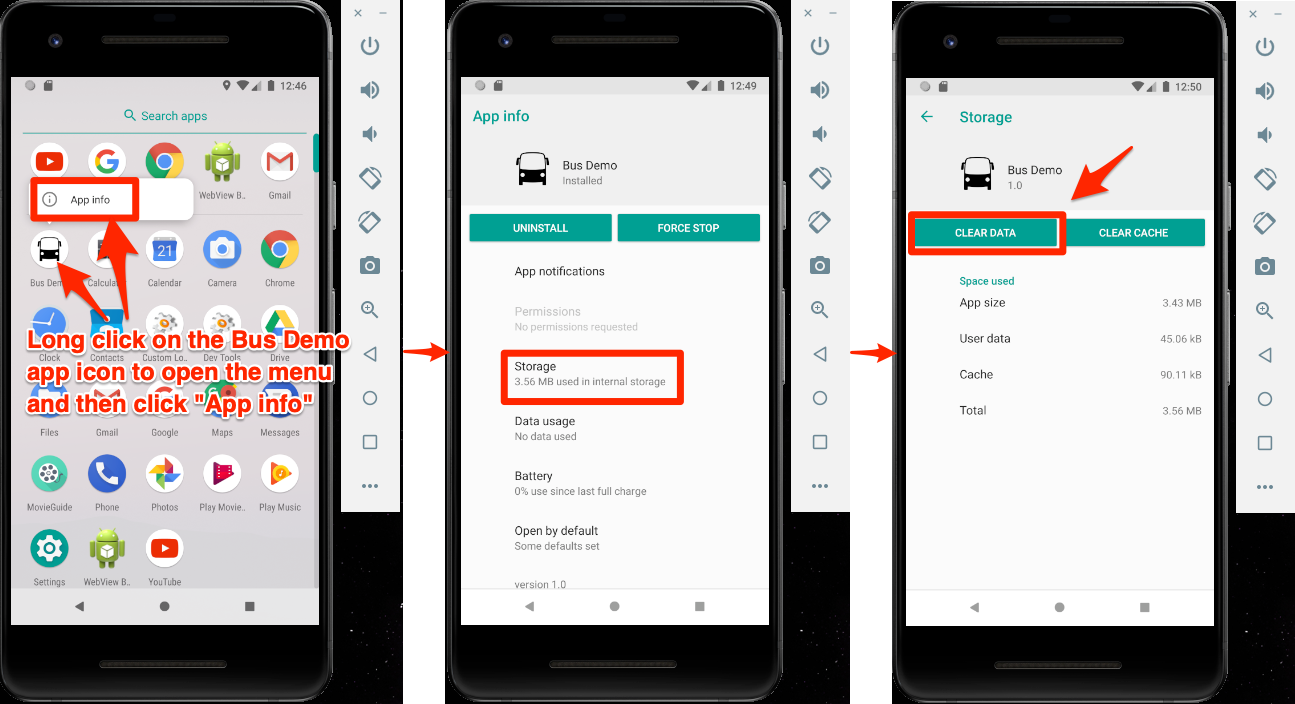 12:46
Search apps
App info
WebView B..
Gmail
Bus De
Calcula
Calendar
Camera
Chrome
Clock
Contacts
Custom Lo..
Dev Tools
Drive
Long click on the Bus Demo
app icon to open the menu
and then click "App info"
Files
Gmail
Google
Maps
Messages
MovieGuide
Phone
Photos
Play Movie..
Play Music
Settings
WebView B..
YouTube
12:49
App info
Bus Demo
Installed
UNINSTALL
FORCE STOP
App notifications
Permissions
No permissions requested
Storage
3.56 MB used in internal storage
Data usage
No data used
Battery
0% use since last full charge
Open by default
Some defaults set
version 1.0
12:50
Storage
Bus Demo
1.0
CLEAR DATA
CLEAR CACHE
Space used
App size
3.43 MB
User data
45.06 kB
Cache
90.11 kB
Total
3.56 MB